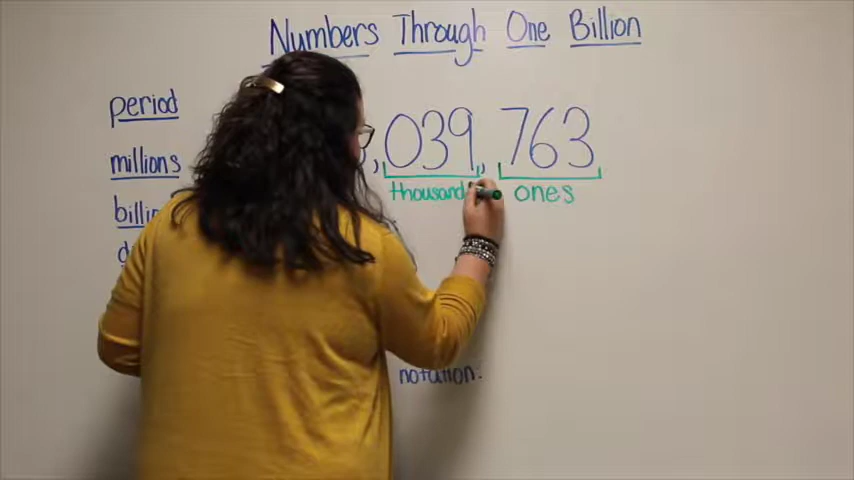 Numbers Through One Billion
period
, 039, 763
millions
thousand ones
notation.